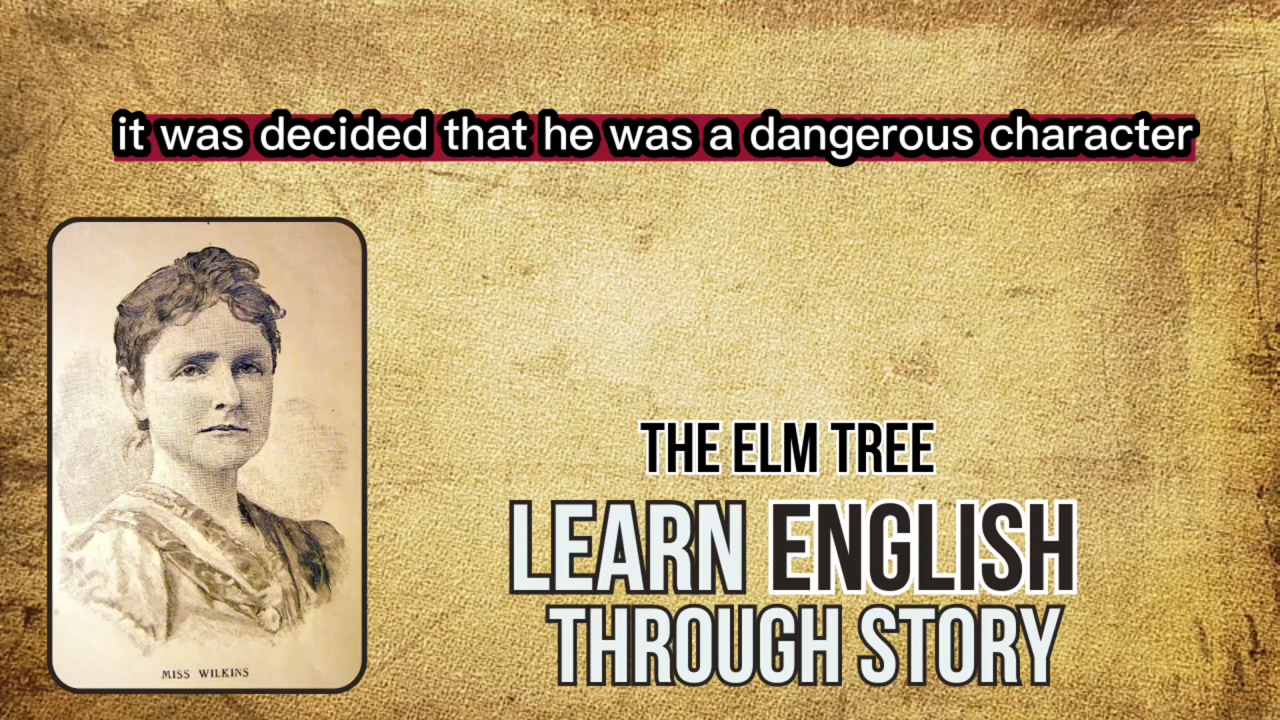 it was decided that he was a dangerous character
THE ELM TREE
LEARN ENGLISH
THROUGH STORY
MISS WILKINS